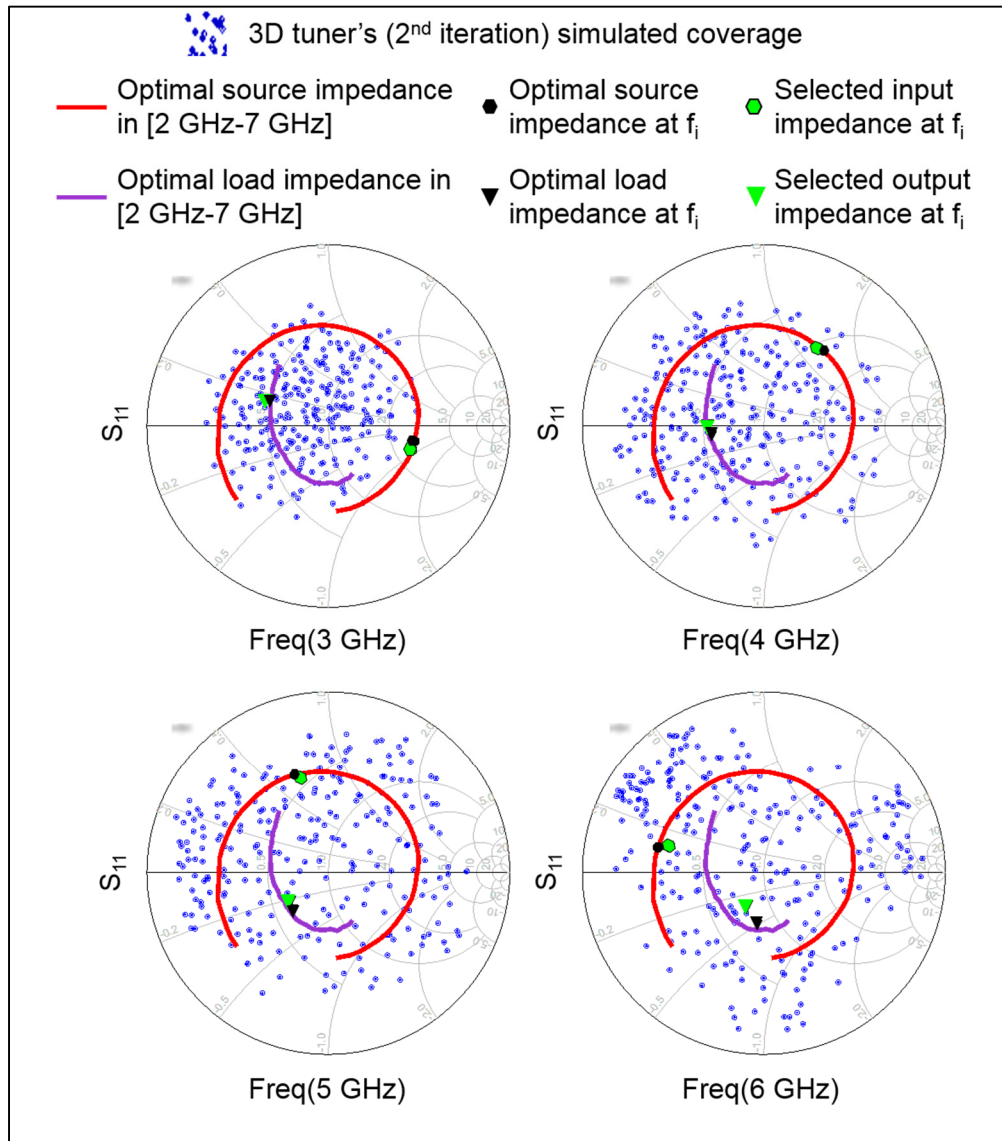 3D tuner's (2nd iteration) simulated coverage
Optimal source impedance in [2 GHz-7 GHz]
Optimal source impedance at fi
Selected input impedance at fi
Optimal load impedance in [2 GHz-7 GHz]
Optimal load impedance at fi
Selected output impedance at fi
S11
Freq(3 GHz)
S11
Freq(4 GHz)
S11
Freq(5 GHz)
S11
Freq(6 GHz)